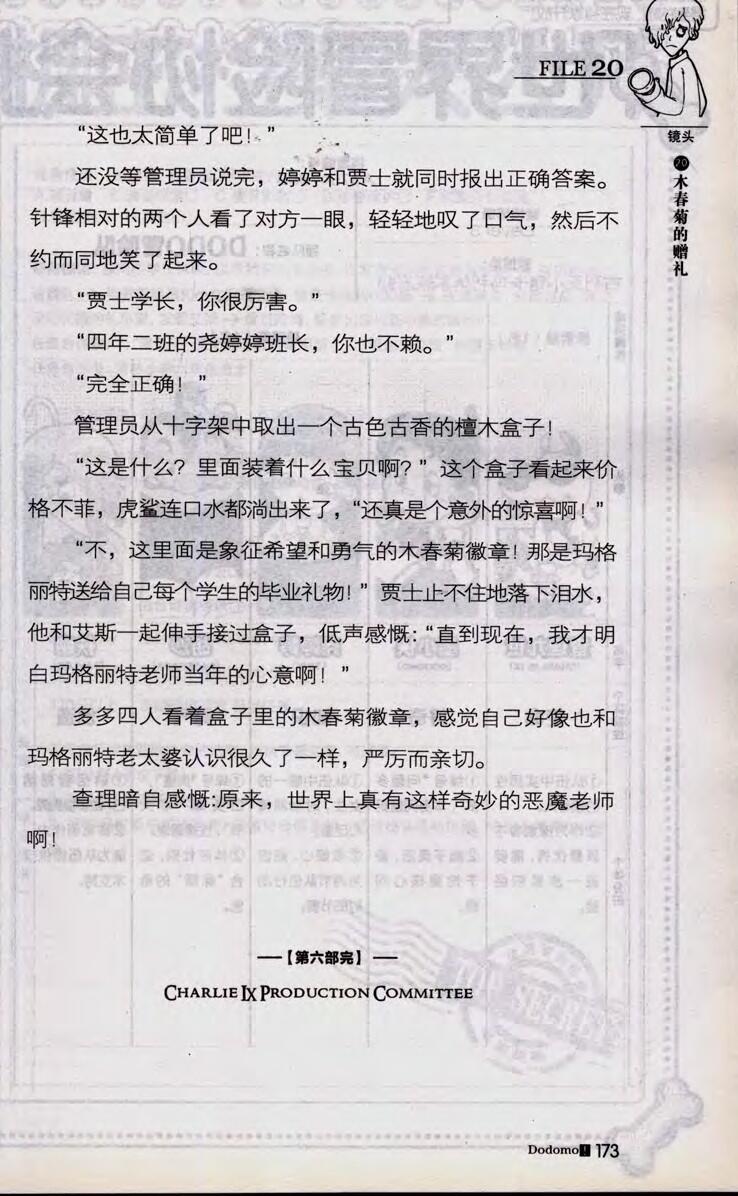 FILE 20
镜头
20
木春菊的赠礼
“这也太简单了吧！”
还没等管理员说完，婷婷和贾士就同时报出正确答案。
针锋相对的两个人看了对方一眼，轻轻地叹了口气，然后不
约而同地笑了起来。
“贾士学长，你很厉害。”
“四年二班的尧婷婷班长，你也不赖。”
“完全正确！”
管理员从十字架中取出一个古色古香的檀木盒子！
“这是什么？里面装着什么宝贝啊？”这个盒子看起来价
格不菲，虎鲨连口水都淌出来了，“还真是个意外的惊喜啊！”
“不，这里面是象征希望和勇气的木春菊徽章！那是玛格
丽特送给自己每个学生的毕业礼物！”贾士止不住地落下泪水，
他和艾斯一起伸手接过盒子，低声感慨：“直到现在，我才明
白玛格丽特老师当年的心意啊！”
多多四人看着盒子里的木春菊徽章，感觉自己好像也和
玛格丽特老太婆认识很久了一样，严厉而亲切。
查理暗自感慨：原来，世界上真有这样奇妙的恶魔老师
啊！
——【第六部完】——
CHARLIE IX PRODUCTION COMMITTEE
TOP SECRET
Dodomo! 173